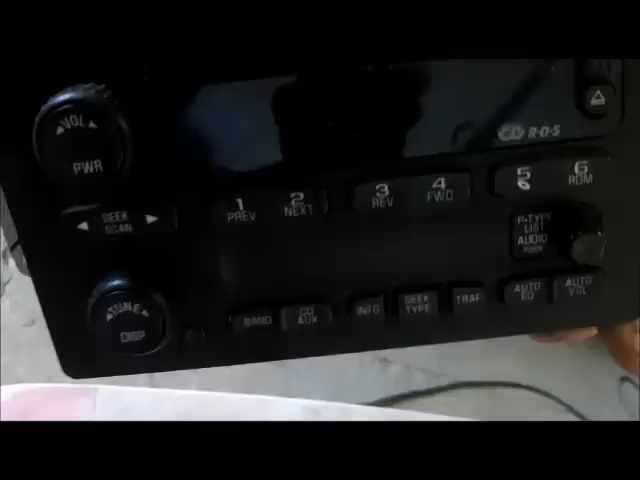 VOL
PWR
CD R·D·S
1 PREV
2 NEXT
3 REV
4 FWD
5
6 RDM
SEEK
SCAN
P-TYPE
LIST
AUDIO
PUSH
TUNE
DISP
BAND
CD
AUX
INFO
SEEK
TYPE
TRAF
AUTO
EQ
AUTO
VOL